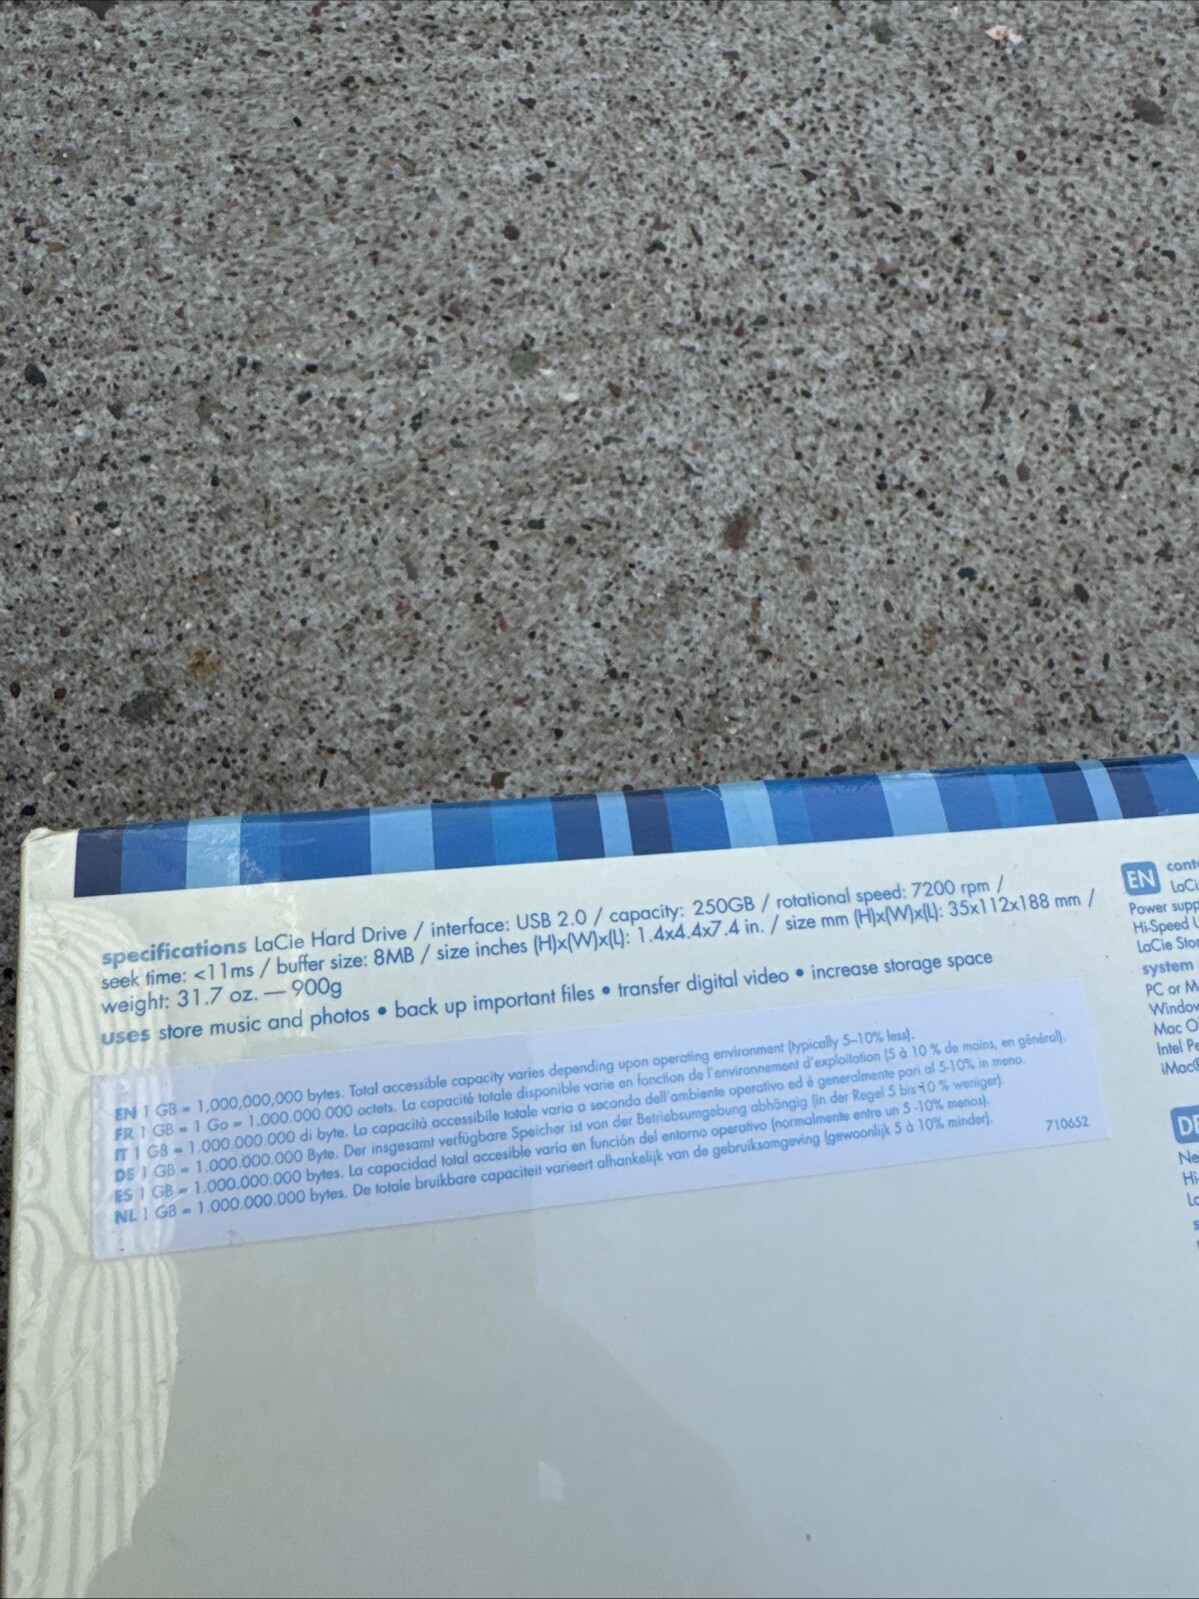 specifications LaCie Hard Drive / interface: USB 2.0 / capacity: 250GB / rotational speed: 7200 rpm /
seek time: <11ms / buffer size: 8MB / size inches (H)x(W)x(L): 1.4x4.4x7.4 in. / size mm (H)x(W)x(L): 35x112x188 mm /
weight: 31.7 oz. — 900g
uses store music and photos • back up important files • transfer digital video • increase storage space
EN 1 GB = 1,000,000,000 bytes. Total accessible capacity varies depending upon operating environment (typically 5–10% less).
FR 1 GB = 1 Go = 1.000.000.000 octets. La capacité totale disponible varie en fonction de l'environnement d'exploitation (5 à 10 % de moins, en général).
IT 1 GB = 1.000.000.000 di byte. La capacità accessibile totale varia a seconda dell'ambiente operativo ed è generalmente pari al 5-10% in meno.
DE 1 GB = 1.000.000.000 Byte. Der insgesamt verfügbare Speicher ist von der Betriebsumgebung abhängig (in der Regel 5 bis 10 % weniger).
ES 1 GB = 1.000.000.000 bytes. La capacidad total accesible varía en función del entorno operativo (normalmente entre un 5 -10% menos).
NL 1 GB = 1.000.000.000 bytes. De totale bruikbare capaciteit varieert afhankelijk van de gebruiksomgeving (gewoonlijk 5 à 10% minder).
710652
EN cont
LaCi
Power supp
Hi-Speed U
LaCie Stor
system
PC or M
Window
Mac O
Intel Pe
iMac®
DE
Ne
Hi-